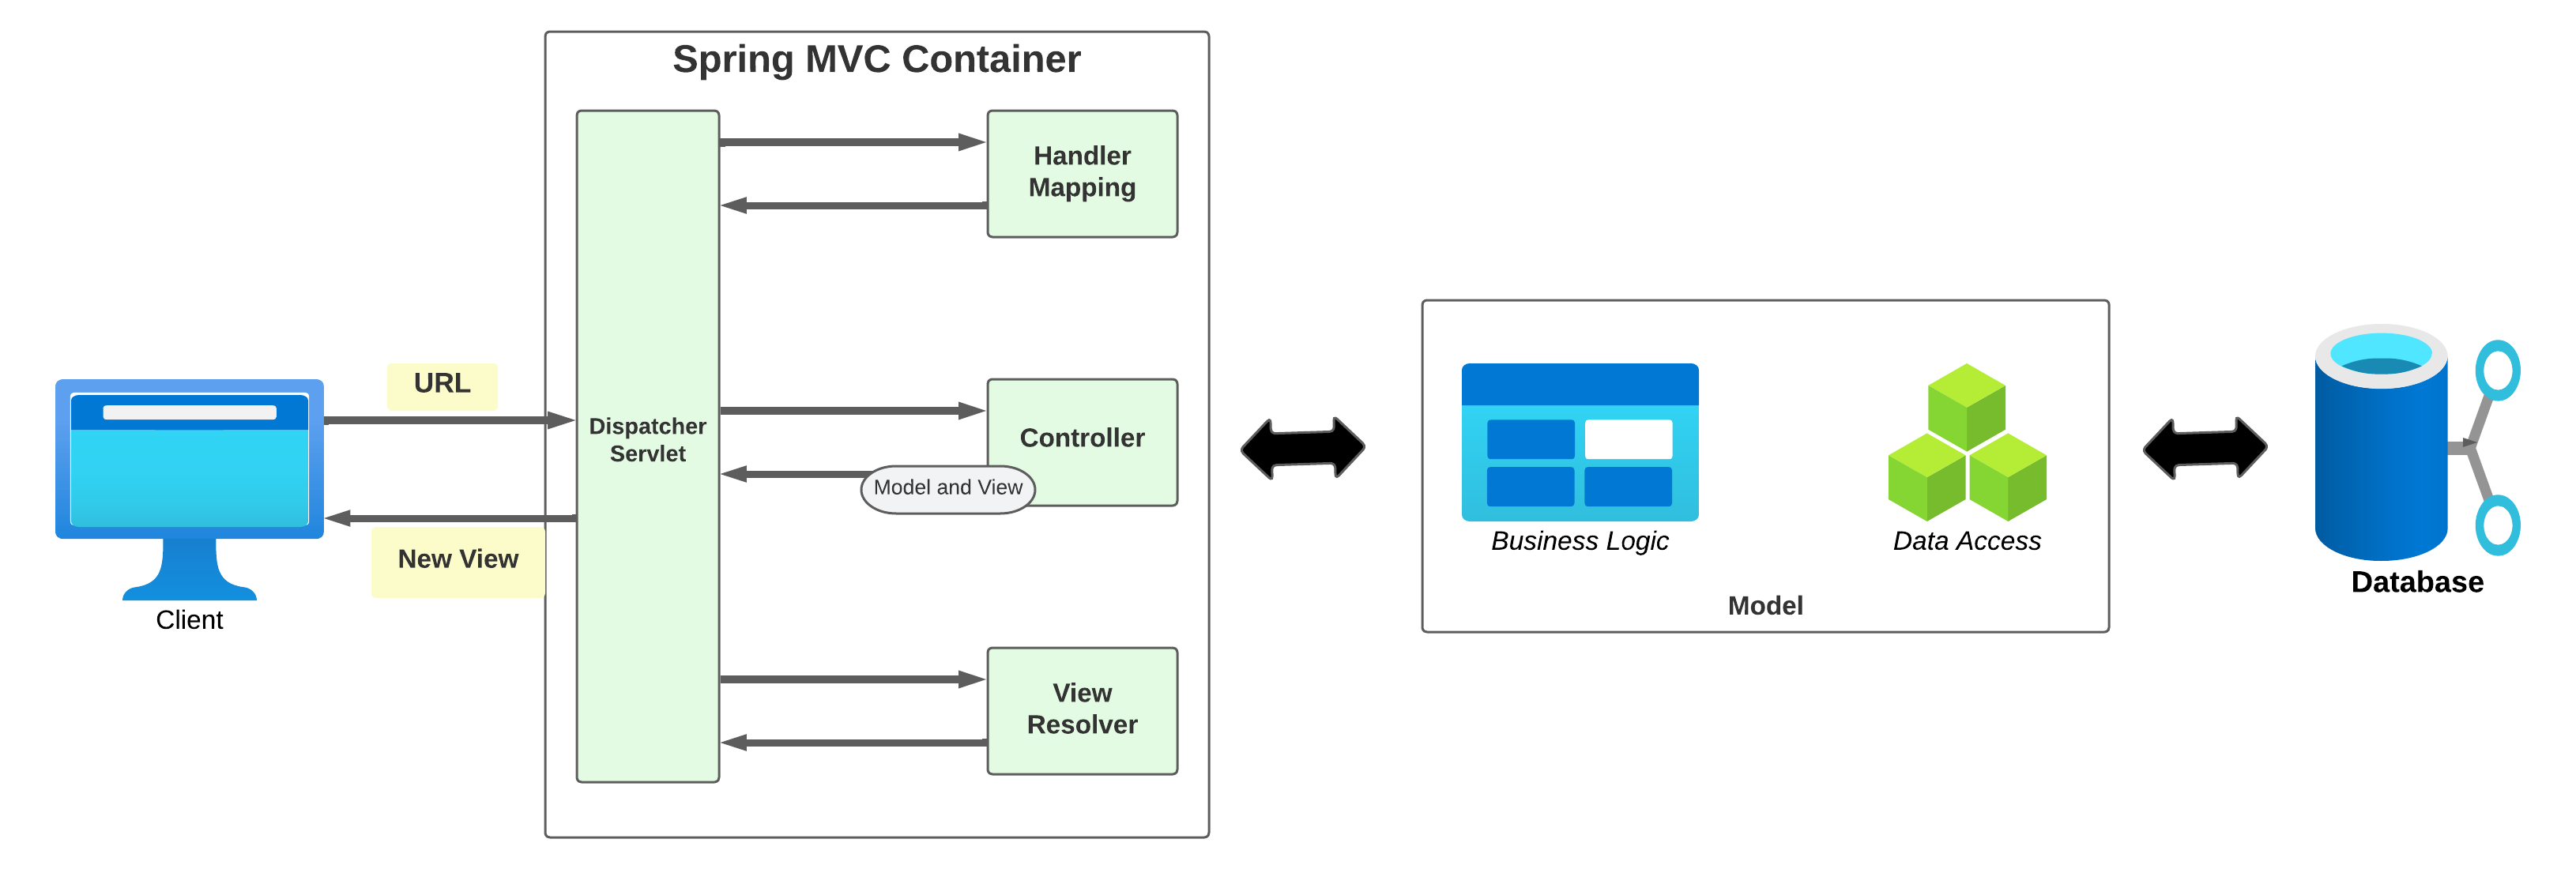 Spring MVC Container
Handler
Mapping
URL
Dispatcher
Servlet
Controller
Model and View
New View
Client
View
Resolver
Business Logic
Data Access
Model
Database